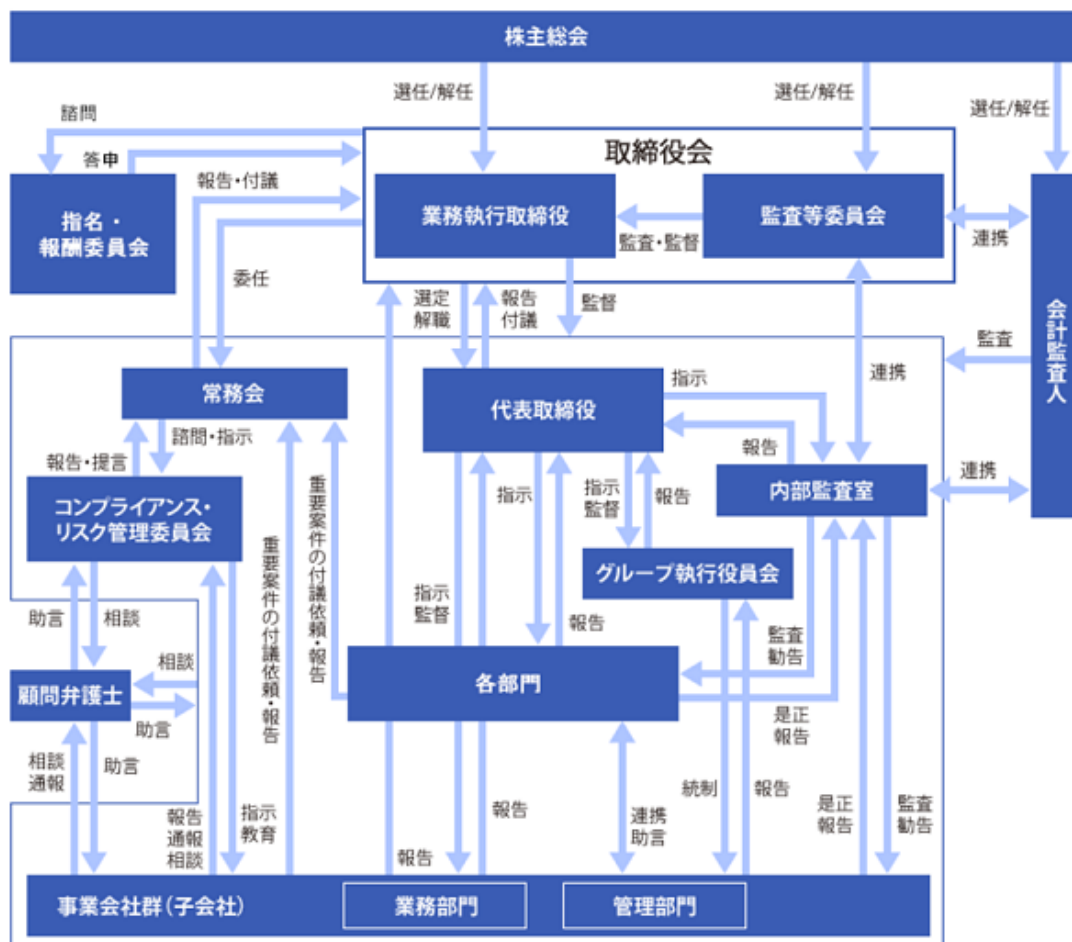 株主総会
選任/解任
選任/解任
選任/解任
諮問
答申
報告・付議
委任
取締役会
業務執行取締役
監査等委員会
監査・監督
連携
指名・
報酬委員会
会計監査人
選定
解職
報告
付議
監督
監査
連携
常務会
代表取締役
指示
報告
諮問・指示
報告・提言
内部監査室
連携
コンプライアンス・
リスク管理委員会
重要案件の付議依頼・報告
重要案件の付議依頼・報告
指示
指示
監督
報告
グループ執行役員会
助言
相談
指示
監督
報告
監査
勧告
相談
顧問弁護士
助言
各部門
是正
報告
相談
通報
助言
報告
通報
相談
指示
教育
報告
報告
連携
助言
統制
報告
是正
報告
監査
勧告
事業会社群(子会社)
業務部門
管理部門